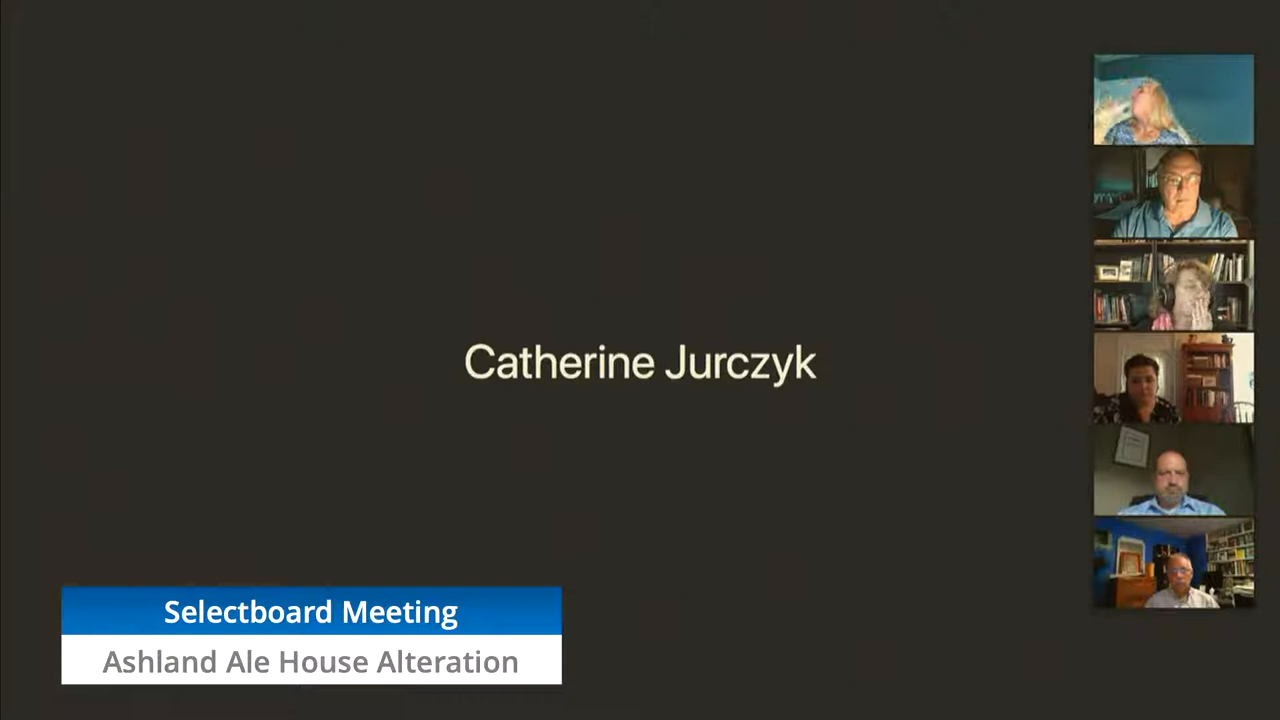 Catherine Jurczyk
Selectboard Meeting
Ashland Ale House Alteration